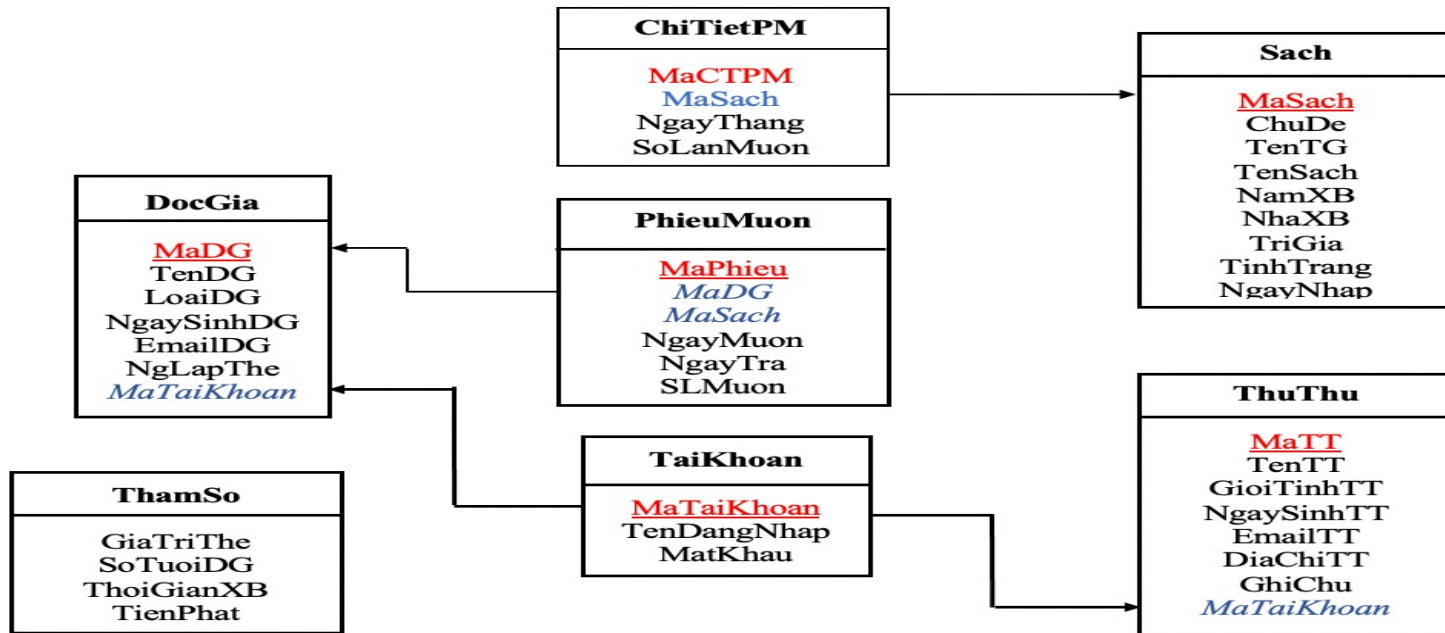 ChiTietPM
MaCTPM
MaSach
NgayThang
SoLanMuon
Sach
MaSach
ChuDe
TenTG
TenSach
NamXB
NhaXB
TriGia
TinhTrang
NgayNhap
DocGia
MaDG
TenDG
LoaiDG
NgaySinhDG
EmailDG
NgLapThe
MaTaiKhoan
PhieuMuon
MaPhieu
MaDG
MaSach
NgayMuon
NgayTra
SLMuon
ThuThu
MaTT
TenTT
GioiTinhTT
NgaySinhTT
EmailTT
DiaChiTT
GhiChu
MaTaiKhoan
TaiKhoan
MaTaiKhoan
TenDangNhap
MatKhau
ThamSo
GiaTriThe
SoTuoiDG
ThoiGianXB
TienPhat